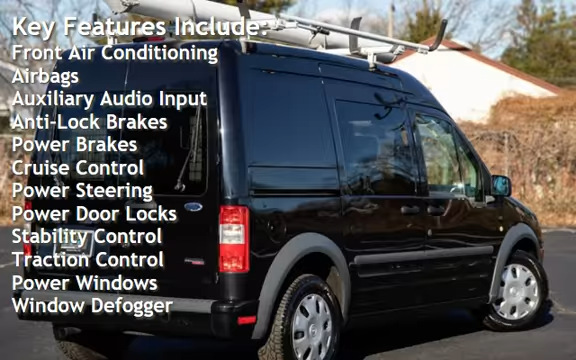 Key Features Include:
Front Air Conditioning
Airbags
Auxiliary Audio Input
Anti-Lock Brakes
Power Brakes
Cruise Control
Power Steering
Power Door Locks
Stability Control
Traction Control
Power Windows
Window Defogger